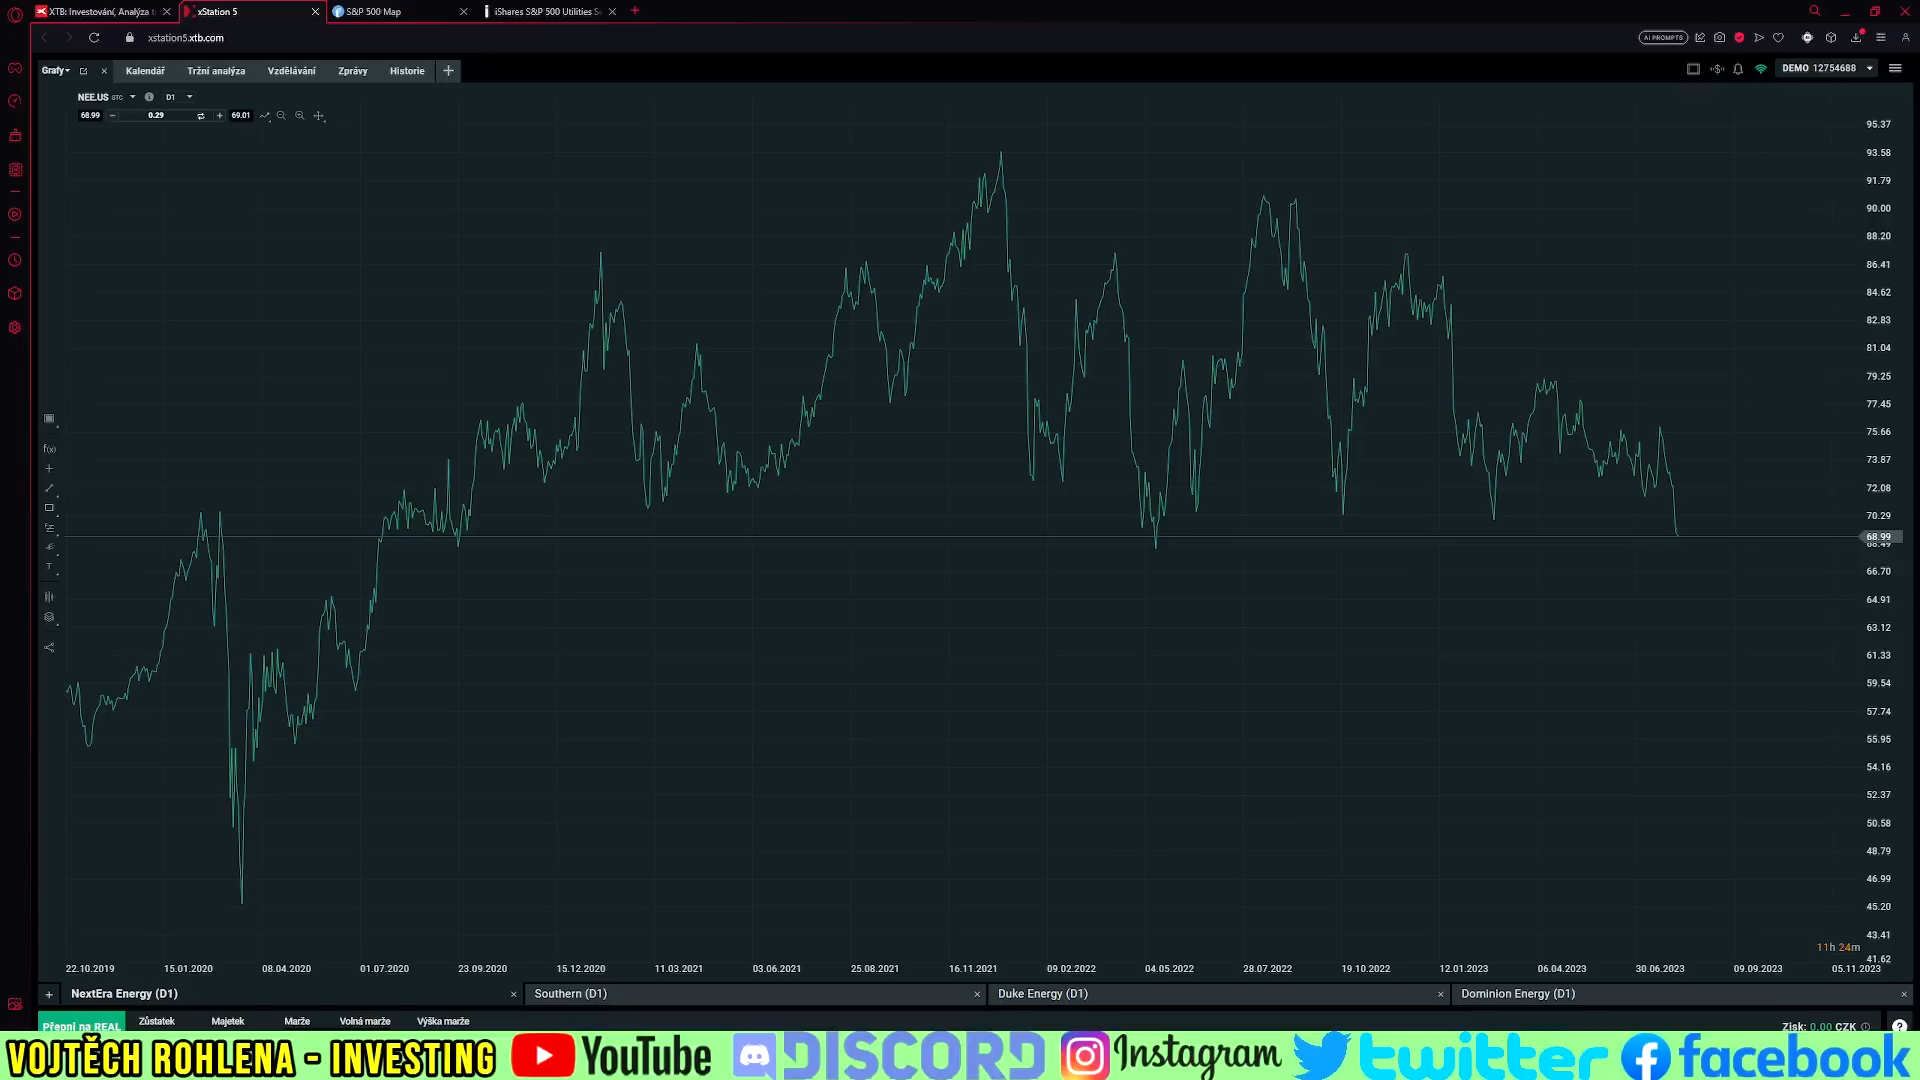 XTB: Investování, Analýza t
xStation 5
S&P 500 Map
iShares S&P 500 Utilities Se
xstation5.xtb.com
AI PROMPTS
Grafy
Kalendář
Tržní analýza
Vzdělávání
Zprávy
Historie
DEMO 12754688
NEE.US STC
D1
68.99
0.29
69.01
95.37
93.58
91.79
90.00
88.20
86.41
84.62
82.83
81.04
79.25
77.45
75.66
73.87
72.08
70.29
68.99
68.49
66.70
64.91
63.12
61.33
59.54
57.74
55.95
54.16
52.37
50.58
48.79
46.99
45.20
43.41
41.62
f(x)
T
11h 24m
22.10.2019
15.01.2020
08.04.2020
01.07.2020
23.09.2020
15.12.2020
11.03.2021
03.06.2021
25.08.2021
16.11.2021
09.02.2022
04.05.2022
28.07.2022
19.10.2022
12.01.2023
06.04.2023
30.06.2023
09.09.2023
05.11.2023
NextEra Energy (D1)
Southern (D1)
Duke Energy (D1)
Dominion Energy (D1)
Přepni na REAL
Zůstatek
Majetek
Marže
Volná marže
Výška marže
Zisk: 0.00 CZK
VOJTĚCH ROHLENA - INVESTING
YouTube
DISCORD
Instagram
twitter
facebook